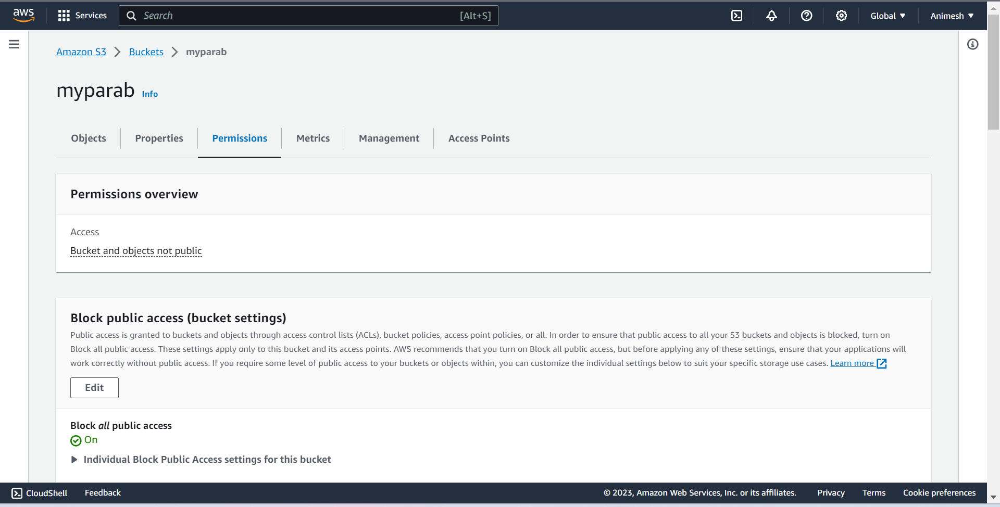 aws Services Search [Alt+S] Global Animesh
Amazon S3 Buckets myparab
myparab Info
Objects Properties Permissions Metrics Management Access Points
Permissions overview
Access
Bucket and objects not public
Block public access (bucket settings)
Public access is granted to buckets and objects through access control lists (ACLs), bucket policies, access point policies, or all. In order to ensure that public access to all your S3 buckets and objects is blocked, turn on
Block all public access. These settings apply only to this bucket and its access points. AWS recommends that you turn on Block all public access, but before applying any of these settings, ensure that your applications will
work correctly without public access. If you require some level of public access to your buckets or objects within, you can customize the individual settings below to suit your specific storage use cases. Learn more
Edit
Block all public access
On
Individual Block Public Access settings for this bucket
CloudShell Feedback © 2023, Amazon Web Services, Inc. or its affiliates. Privacy Terms Cookie preferences